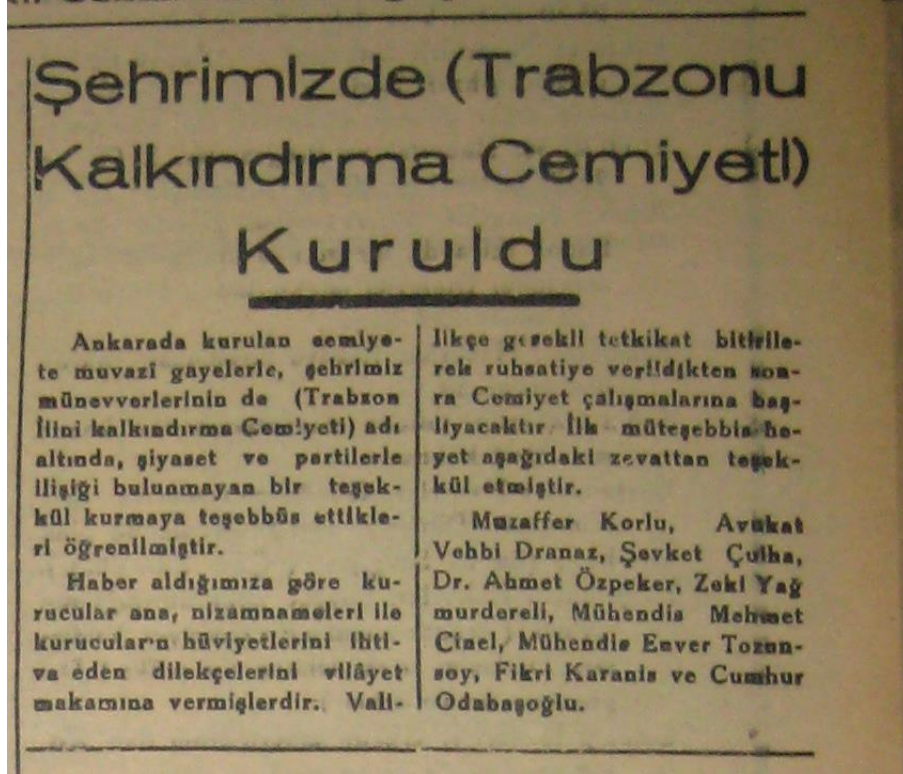 Şehrimizde (Trabzonu
Kalkındırma Cemiyeti)
Kuruldu
Ankarada kurulan cemiye-
te muvazî gayelerle, şehrimiz
münevverlerinin de (Trabzon
İlini kalkındırma Cemiyeti) adı
altında, siyaset ve partilerle
ilişiği bulunmayan bir teşek-
kül kurmaya teşebbüs ettikle-
ri öğrenilmiştir.
Haber aldığımıza göre ku-
rucular ana, nizamnameleri ile
kurucuların hüviyetlerini ihti-
va eden dilekçelerini vilâyet
makamına vermişlerdir. Vali-
likçe gerekli tetkikat bitirile-
rek ruhsatiye verildikten son-
ra Cemiyet çalışmalarına baş-
lıyacaktır İlk müteşebbis he-
yet aşağıdaki zevattan teşek-
kül etmiştir.
Muzaffer Korlu, Avukat
Vehbi Dranaz, Şevket Çulha,
Dr. Ahmet Özpeker, Zeki Yağ
murdereli, Mühendis Mehmet
Cinel, Mühendis Enver Tozun-
soy, Fikri Karanis ve Cumhur
Odabaşoğlu.